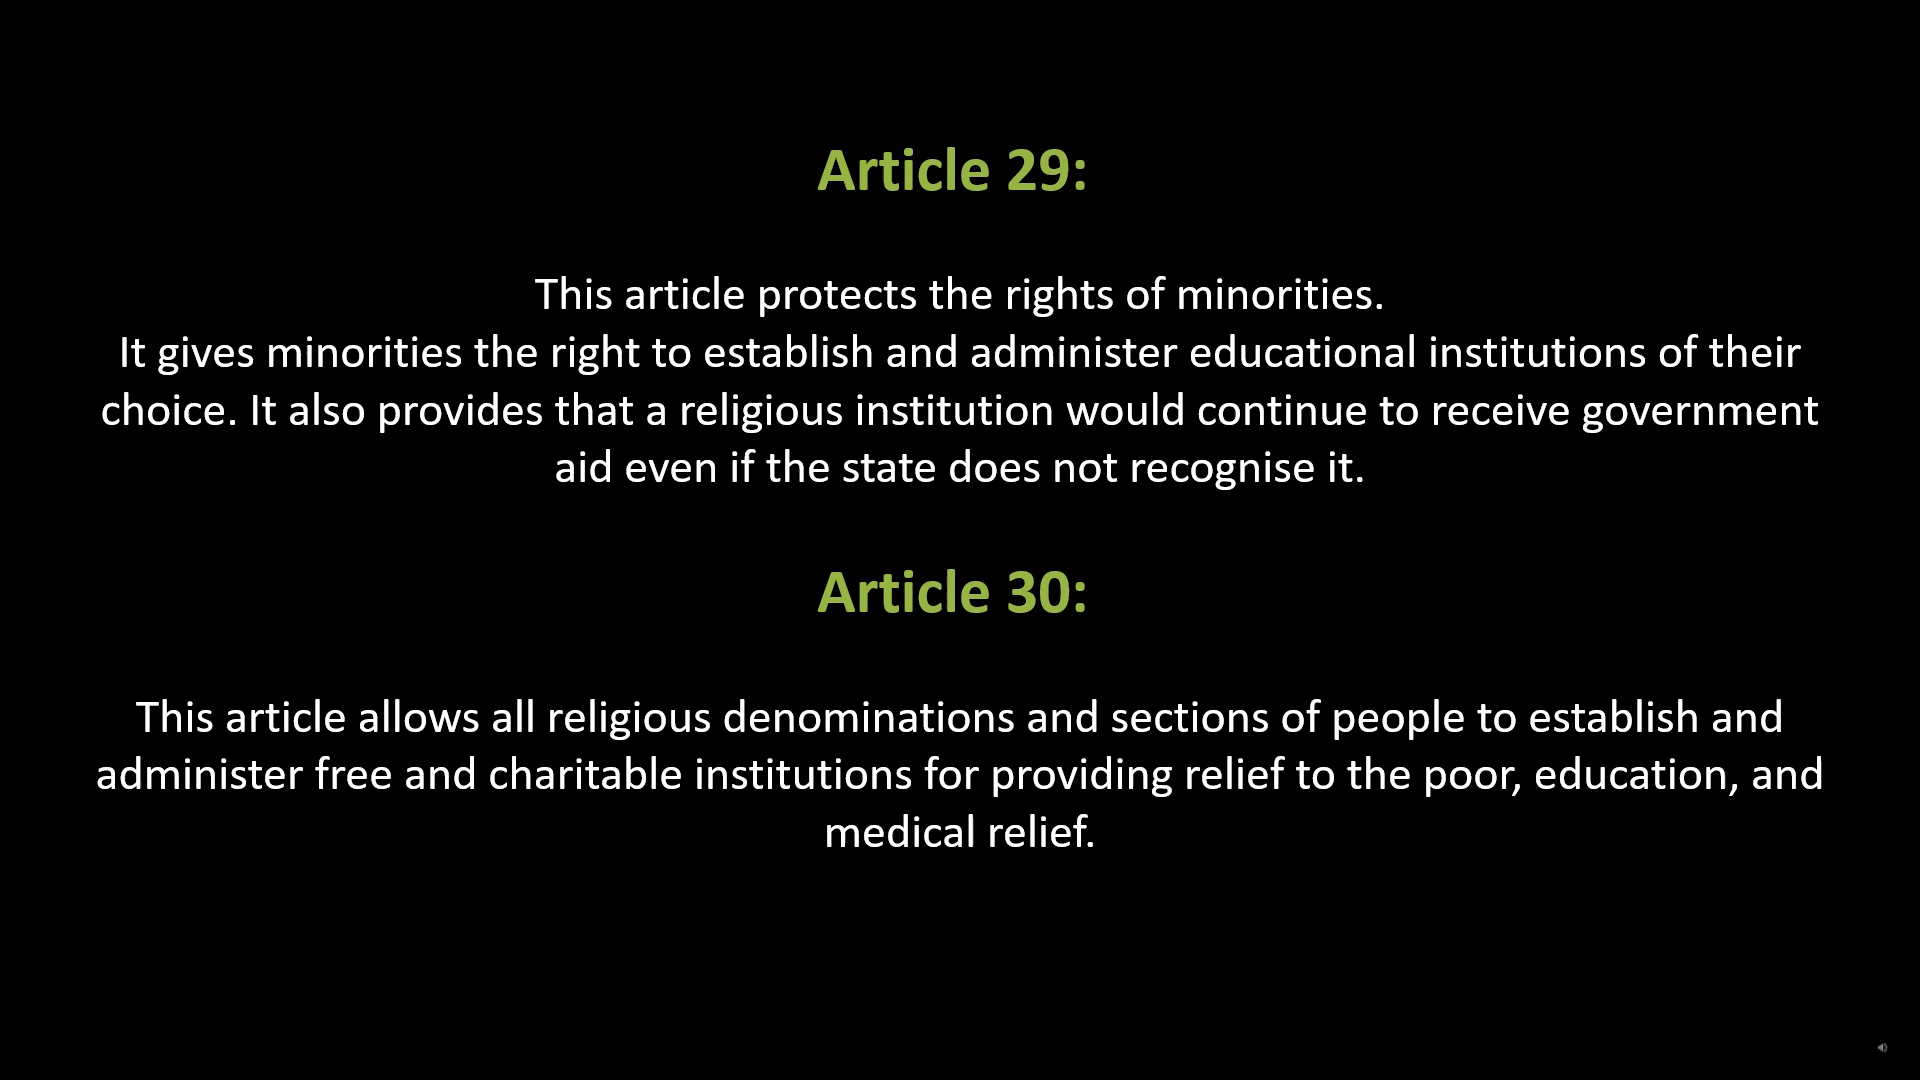 Article 29:
This article protects the rights of minorities.
It gives minorities the right to establish and administer educational institutions of their
choice. It also provides that a religious institution would continue to receive government
aid even if the state does not recognise it.
Article 30:
This article allows all religious denominations and sections of people to establish and
administer free and charitable institutions for providing relief to the poor, education, and
medical relief.